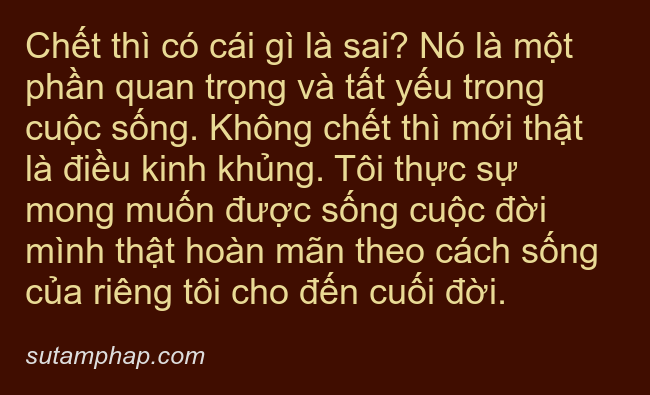 Chết thì có cái gì là sai? Nó là một
phần quan trọng và tất yếu trong
cuộc sống. Không chết thì mới thật
là điều kinh khủng. Tôi thực sự
mong muốn được sống cuộc đời
mình thật hoàn mãn theo cách sống
của riêng tôi cho đến cuối đời.
sutamphap.com